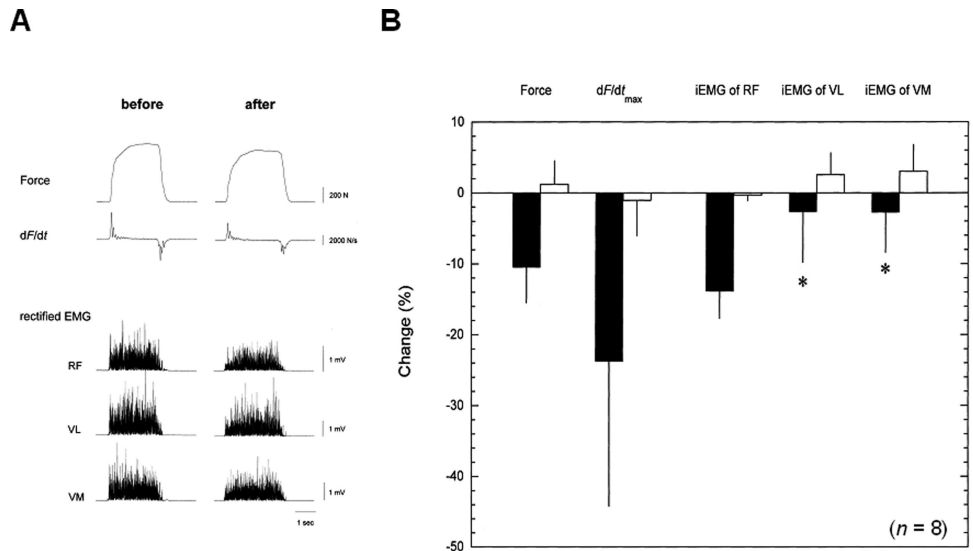 A
B
before after
Force
200 N
dF/dt
2000 N/s
rectified EMG
RF
1 mV
VL
1 mV
VM
1 mV
1 sec
Force dF/dtmax iEMG of RF iEMG of VL iEMG of VM
Change (%)
10
0
-10
-20
-30
-40
-50
* *
(n = 8)